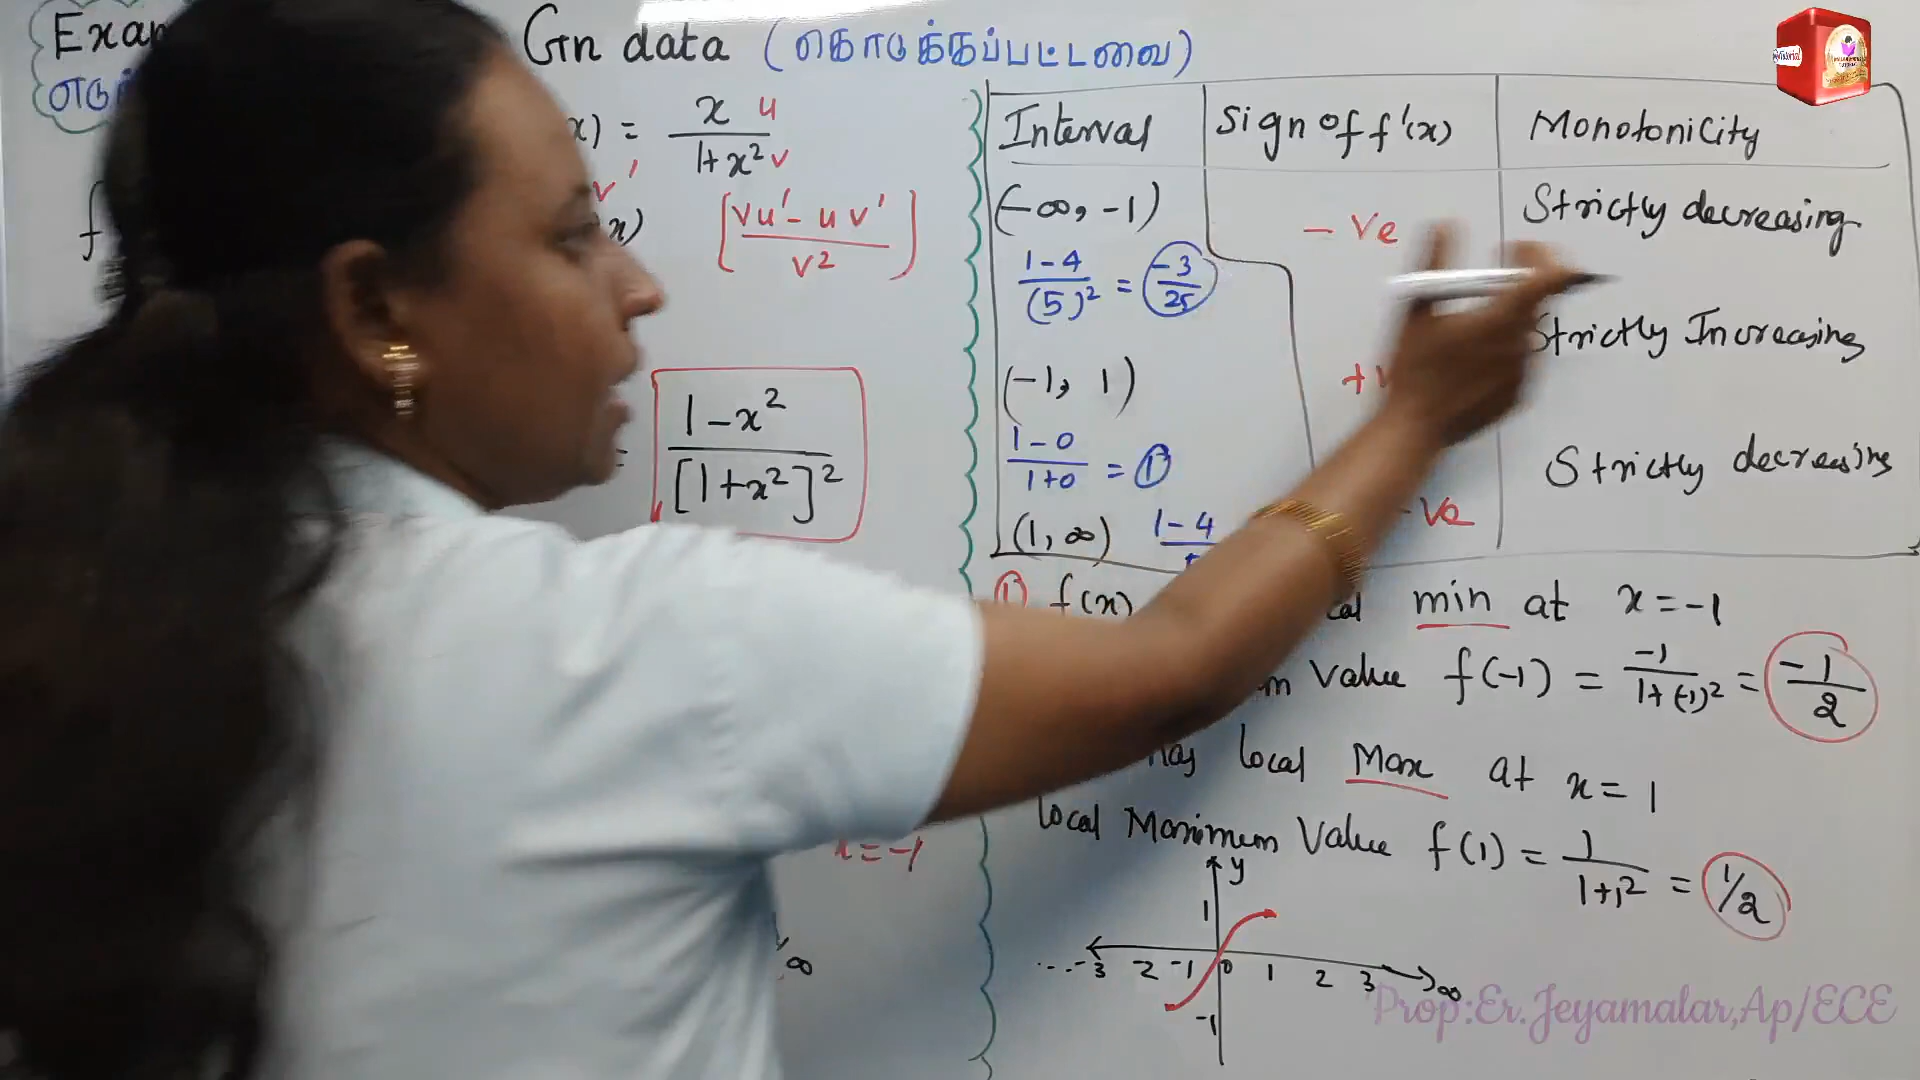 Gn data (கொடுக்கப்பட்டவை)
x) = x u / 1+x² v
[vu' - uv' / v²]
v'
x)
= 1-x² / [1+x²]²
x = -1
∞
Interval | Sign of f'(x) | Monotonicity
(-∞, -1) | -ve | Strictly decreasing
1-4 / (5)² = -3/25
(-1, 1) | Strictly Increasing
1-0 / 1+0 = 1
(1, ∞) 1-4 | -ve | Strictly decreasing
① f(x) min at x = -1
Value f(-1) = -1 / 1+(-1)² = -1/2
has local Max at x = 1
local Maximum Value f(1) = 1 / 1+1² = 1/2
y
1
...-3 -2 -1 0 1 2 3 ∞
-1
Prop:Er.Jeyamalar,Ap/ECE